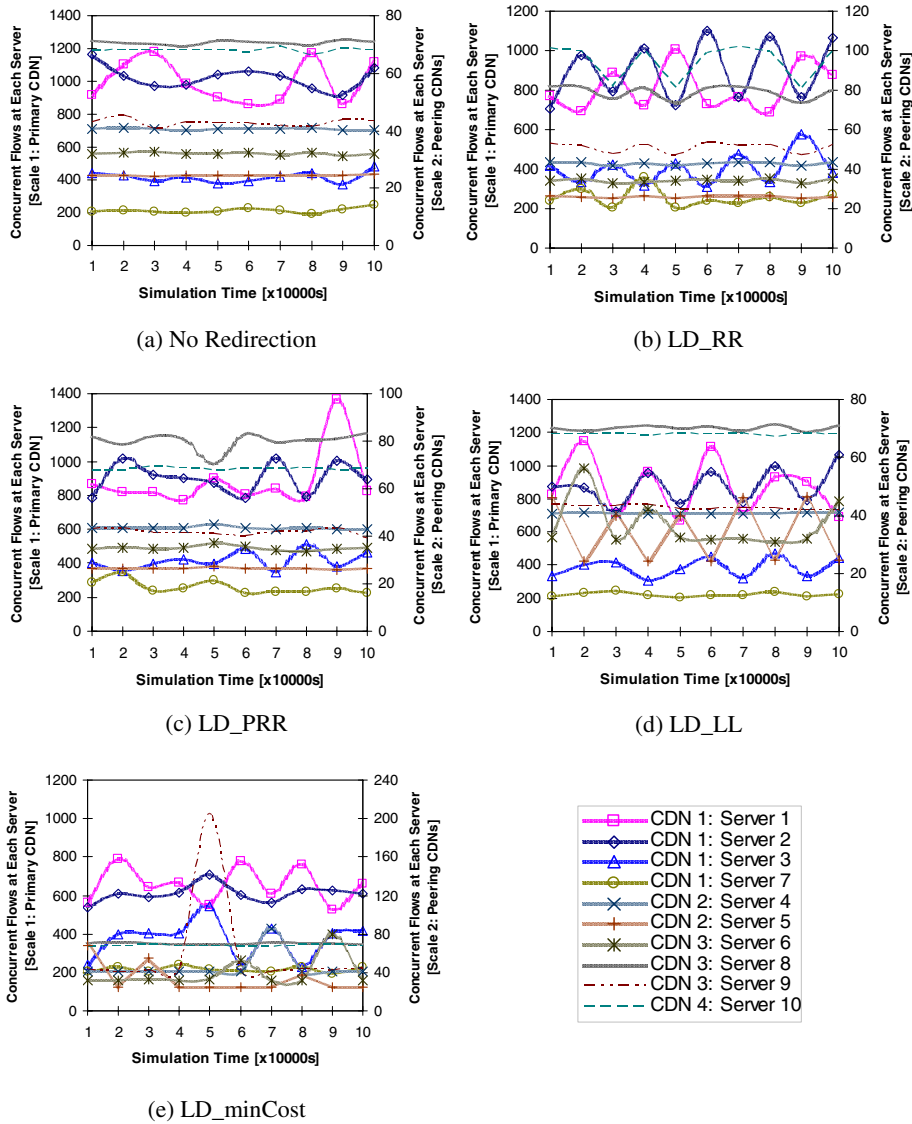 Concurrent Flows at Each Server
[Scale 1: Primary CDN]
1400
1200
1000
800
600
400
200
0
80
60
40
20
0
Concurrent Flows at Each Server
[Scale 2: Peering CDNs]
1 2 3 4 5 6 7 8 9 10
Simulation Time [x10000s]
(a) No Redirection
Concurrent Flows at Each Server
[Scale 1: Primary CDN]
1200
1000
800
600
400
200
0
120
100
80
60
40
20
0
Concurrent Flows at Each Server
[Scale 2: Peering CDNs]
1 2 3 4 5 6 7 8 9 10
Simulation Time [x10000s]
(b) LD_RR
Concurrent Flows at Each Server
[Scale 1: Primary CDN]
1400
1200
1000
800
600
400
200
0
100
80
60
40
20
0
Concurrent Flows at Each Server
[Scale 2: Peering CDNs]
1 2 3 4 5 6 7 8 9 10
Simulation Time [x10000s]
(c) LD_PRR
Concurrent Flows at Each Server
[Scale 1: Primary CDN]
1400
1200
1000
800
600
400
200
0
80
60
40
20
0
Concurrent Flows at Each Server
[Scale 2: Peering CDNs]
1 2 3 4 5 6 7 8 9 10
Simulation Time [x10000s]
(d) LD_LL
Concurrent Flows at Each Server
[Scale 1: Primary CDN]
1200
1000
800
600
400
200
0
240
200
160
120
80
40
0
Concurrent Flows at Each Server
[Scale 2: Peering CDNs]
1 2 3 4 5 6 7 8 9 10
Simulation Time [x10000s]
(e) LD_minCost
CDN 1: Server 1
CDN 1: Server 2
CDN 1: Server 3
CDN 1: Server 7
CDN 2: Server 4
CDN 2: Server 5
CDN 3: Server 6
CDN 3: Server 8
CDN 3: Server 9
CDN 4: Server 10